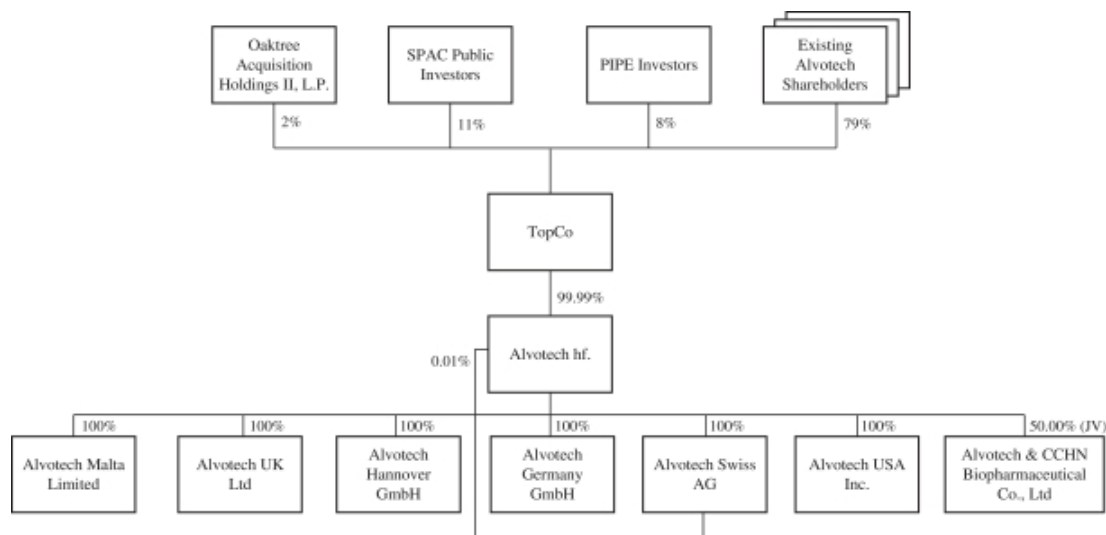 Oaktree
Acquisition
Holdings II, L.P.
SPAC Public
Investors
PIPE Investors
Existing
Alvotech
Shareholders
2%
11%
8%
79%
TopCo
99.99%
Alvotech hf.
0.01%
100%
100%
100%
100%
100%
100%
50.00% (JV)
Alvotech Malta
Limited
Alvotech UK
Ltd
Alvotech
Hannover
GmbH
Alvotech
Germany
GmbH
Alvotech Swiss
AG
Alvotech USA
Inc.
Alvotech & CCHN
Biopharmaceutical
Co., Ltd